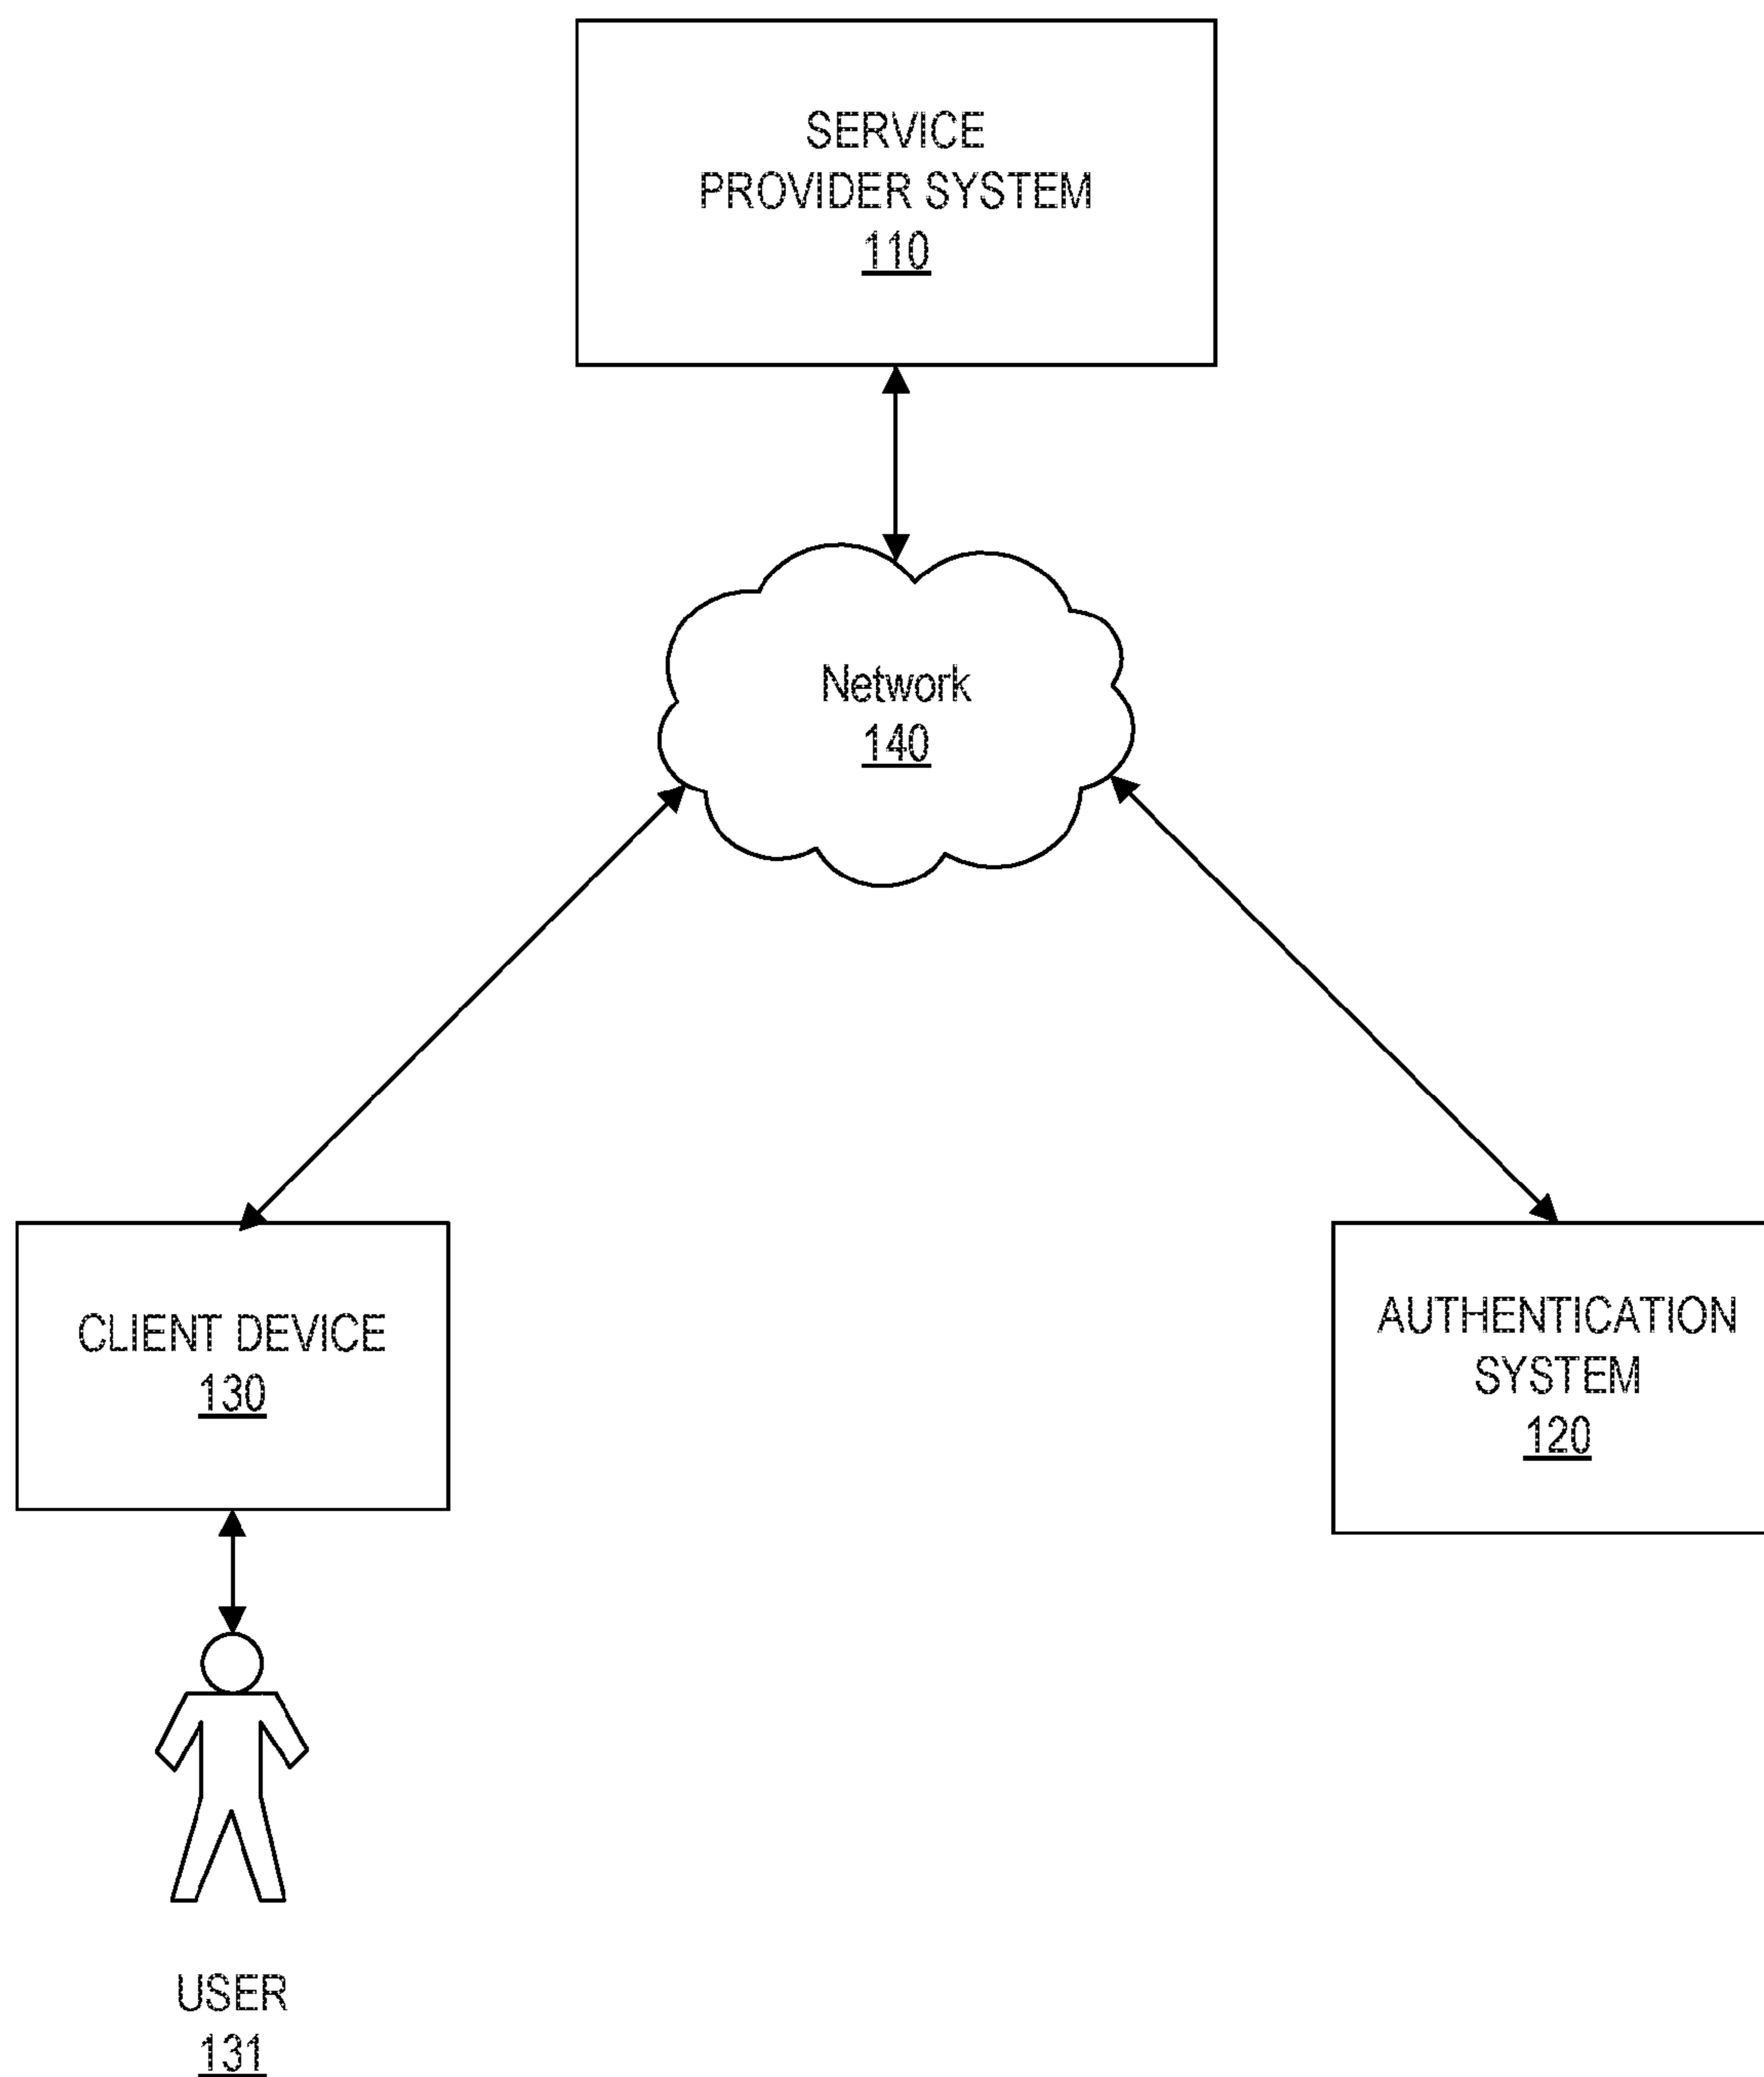 SERVICE
PROVIDER SYSTEM
110
Network
140
CLIENT DEVICE
130
AUTHENTICATION
SYSTEM
120
USER
131